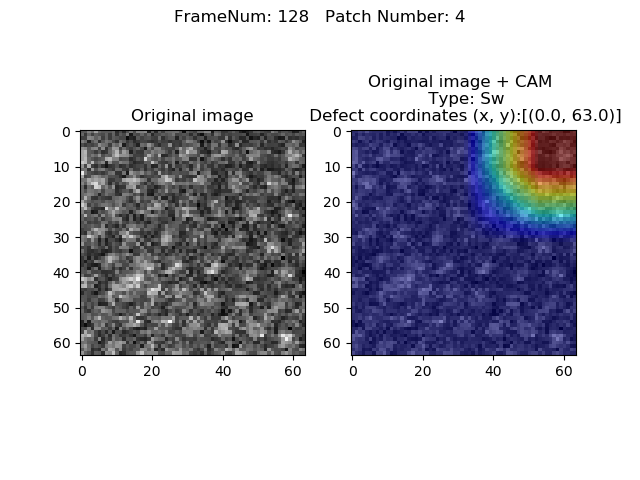 FrameNum: 128   Patch Number: 4
Original image
Original image + CAM
Type: Sw
Defect coordinates (x, y):[(0.0, 63.0)]
0
10
20
30
40
50
60
0 20 40 60
0
10
20
30
40
50
60
0 20 40 60